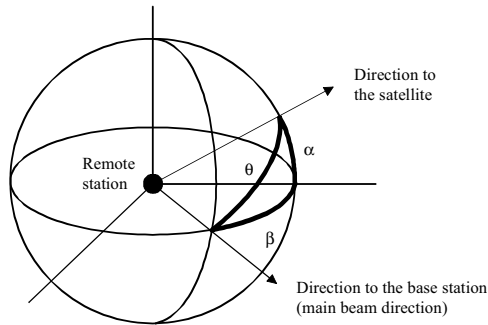 Direction to
the satellite
α
Remote
station
θ
β
Direction to the base station
(main beam direction)